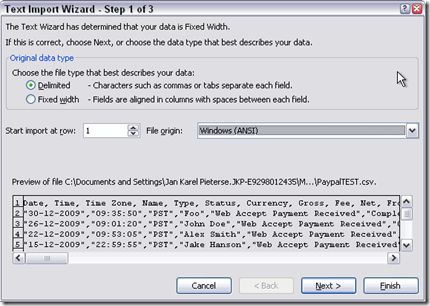 Text Import Wizard - Step 1 of 3
The Text Wizard has determined that your data is Fixed Width.
If this is correct, choose Next, or choose the data type that best describes your data.
Original data type
Choose the file type that best describes your data:
Delimited - Characters such as commas or tabs separate each field.
Fixed width - Fields are aligned in columns with spaces between each field.
Start import at row: 1 File origin: Windows (ANSI)
Preview of file C:\Documents and Settings\Jan Karel Pieterse.JKP-E9298012435\M...\PaypalTEST.csv.
1 Date, Time, Time Zone, Name, Type, Status, Currency, Gross, Fee, Net, Fro
2 "30-12-2009","09:35:50","PST","Foo","Web Accept Payment Received","Comple
3 "26-12-2009","09:01:20","PST","John Doe","Web Accept Payment Received","C
4 "20-12-2009","09:53:05","PST","Alex Smith","Web Accept Payment Received",
5 "15-12-2009","22:59:55","PST","Jake Hanson","Web Accept Payment Received"
Cancel < Back Next > Finish